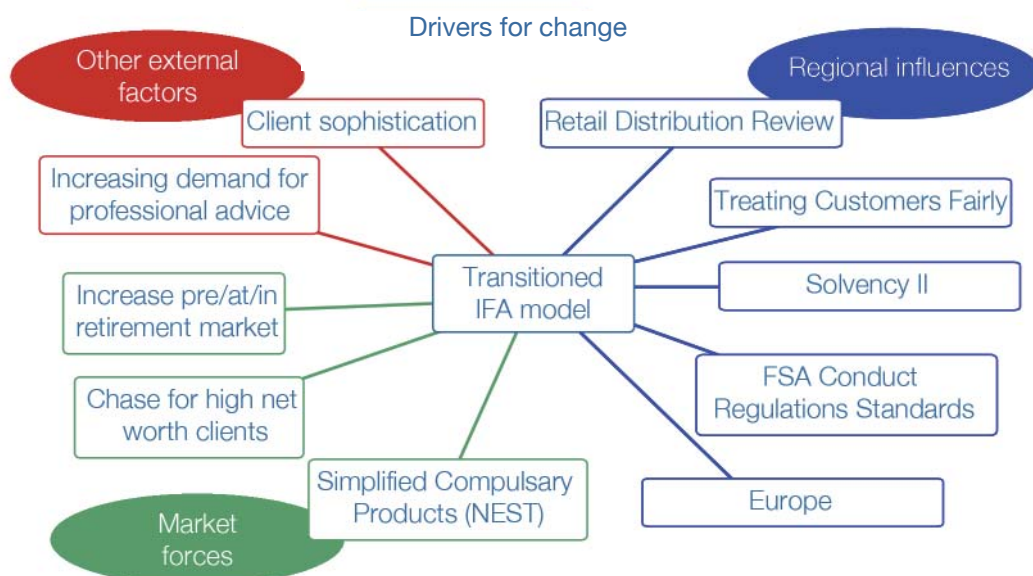 Drivers for change
Other external
factors
Regional influences
Client sophistication
Retail Distribution Review
Increasing demand for
professional advice
Treating Customers Fairly
Transitioned
IFA model
Solvency II
Increase pre/at/in
retirement market
FSA Conduct
Regulations Standards
Chase for high net
worth clients
Simplified Compulsary
Products (NEST)
Europe
Market
forces